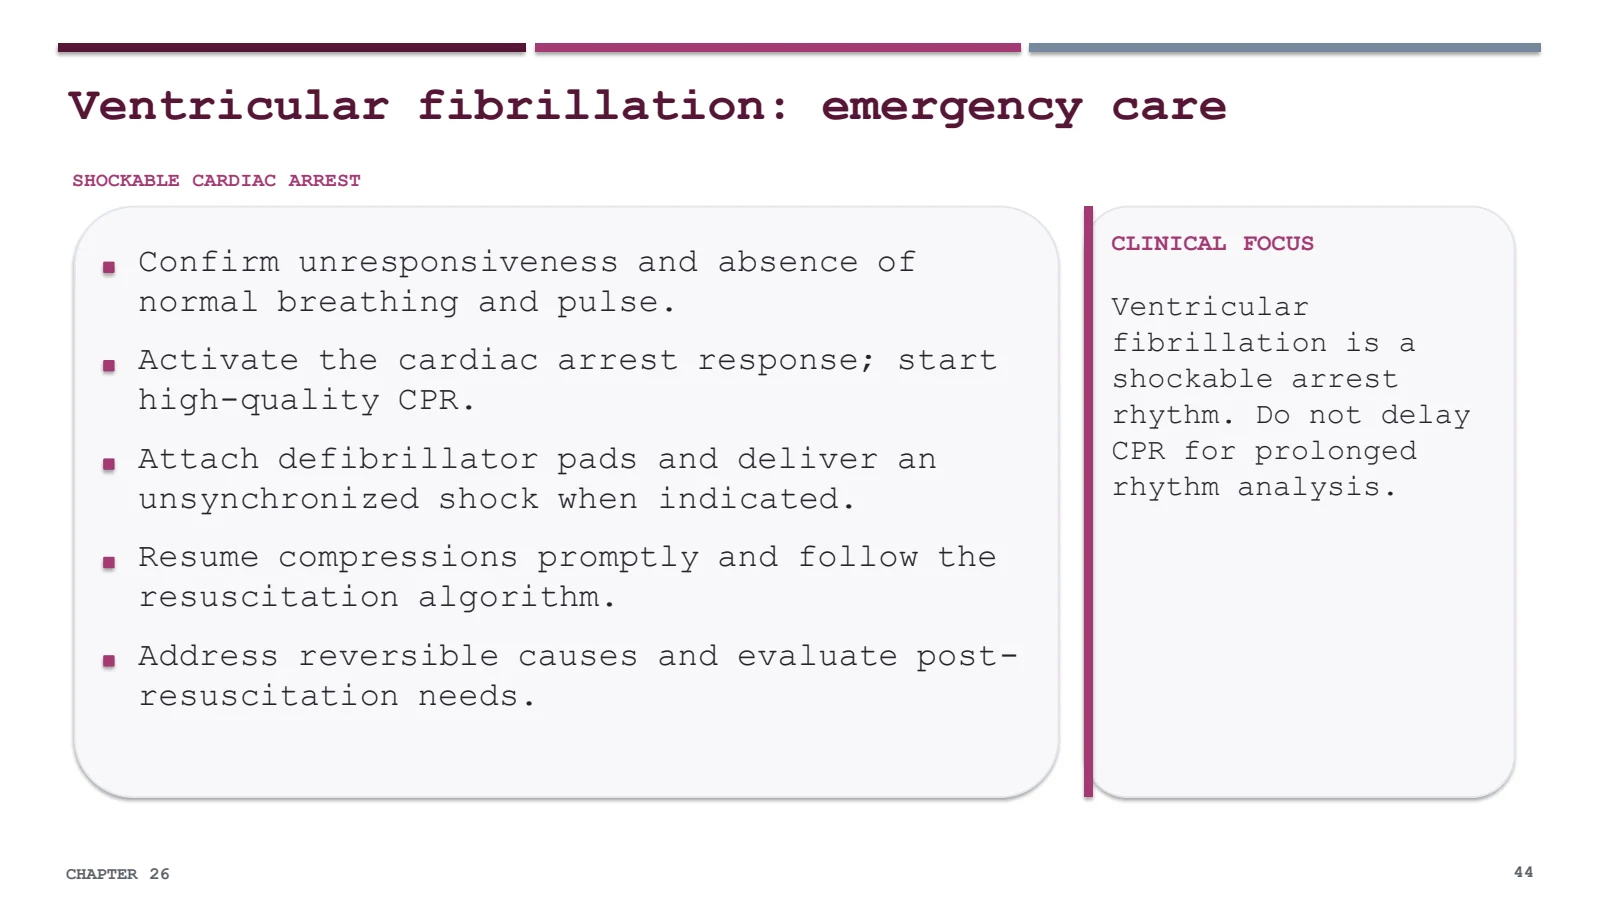 Ventricular fibrillation: emergency care
SHOCKABLE CARDIAC ARREST
Confirm unresponsiveness and absence of
normal breathing and pulse.
Activate the cardiac arrest response; start
high-quality CPR.
Attach defibrillator pads and deliver an
unsynchronized shock when indicated.
Resume compressions promptly and follow the
resuscitation algorithm.
Address reversible causes and evaluate post-
resuscitation needs.
CLINICAL FOCUS
Ventricular
fibrillation is a
shockable arrest
rhythm. Do not delay
CPR for prolonged
rhythm analysis.
CHAPTER 26
44